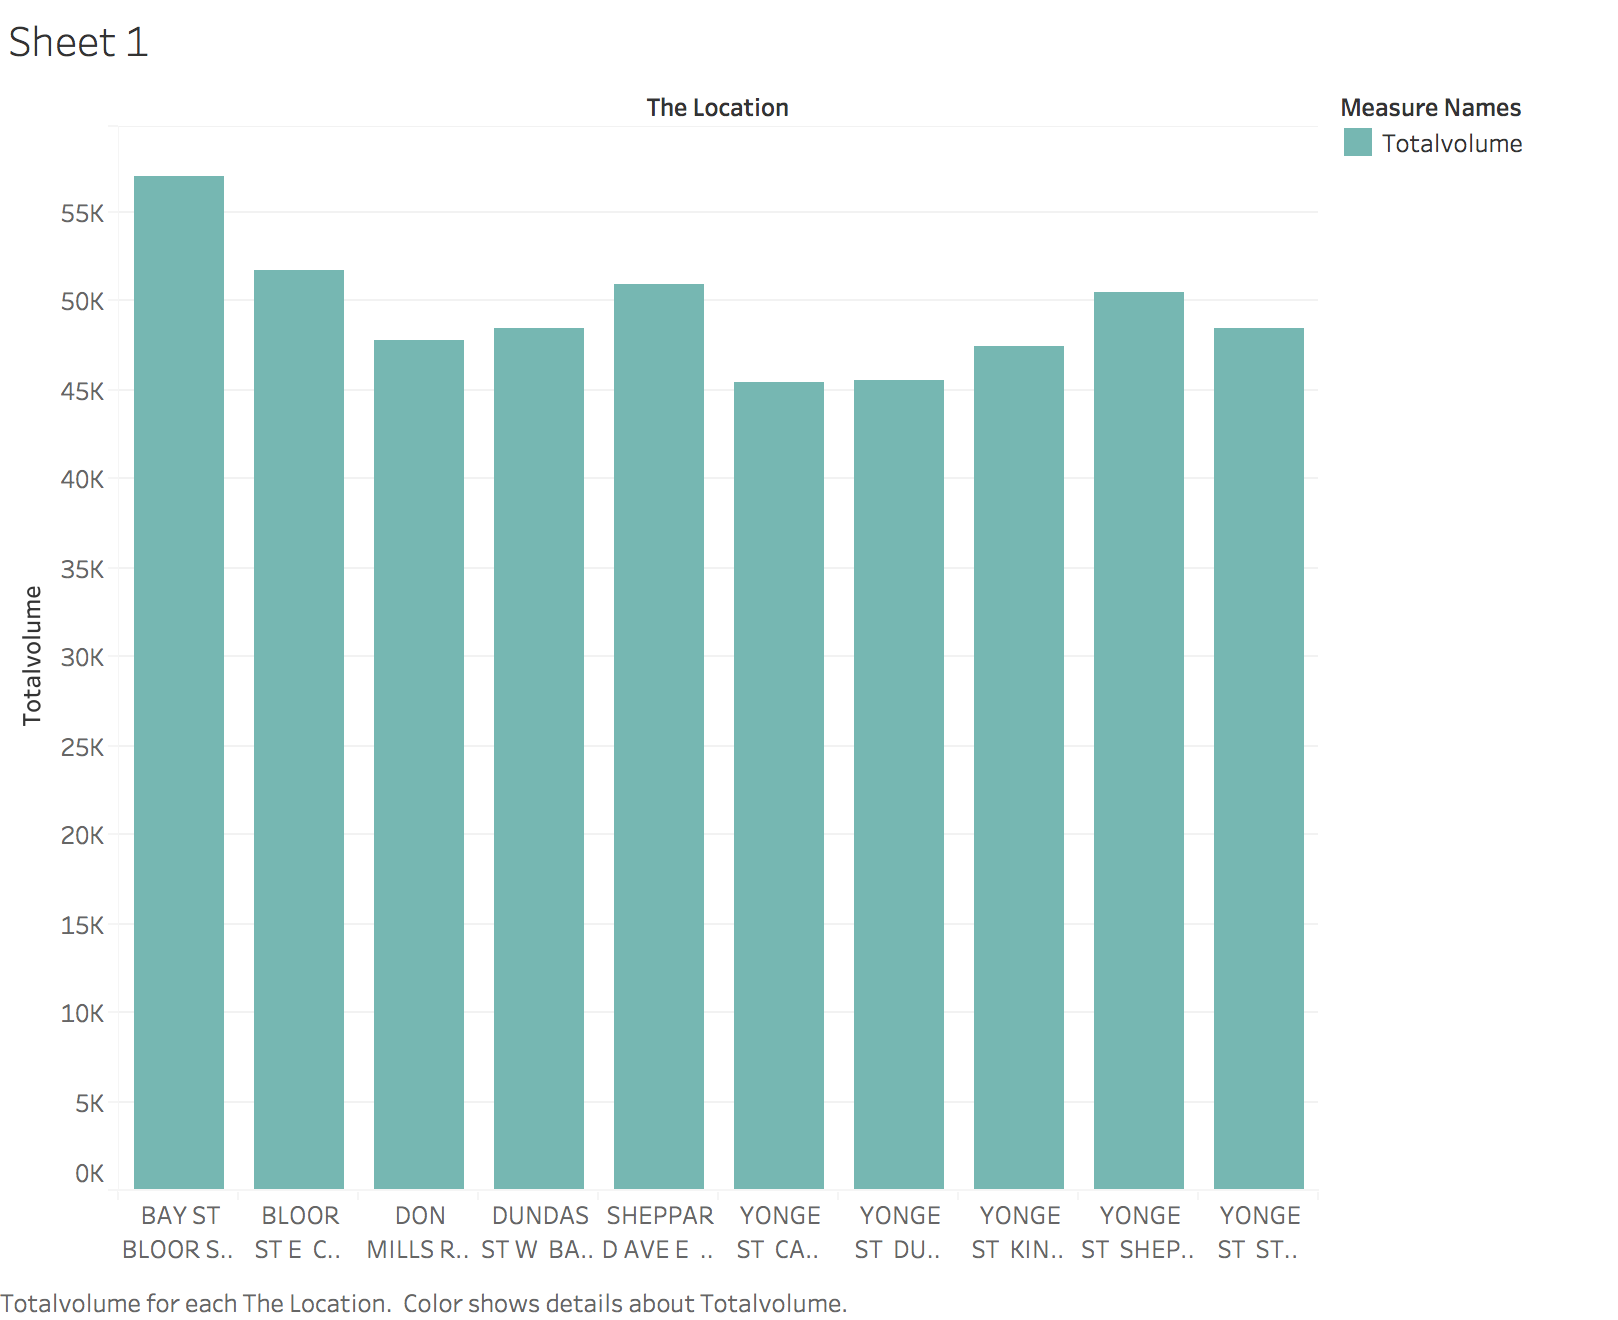 Sheet 1
The Location
Measure Names
Totalvolume
55K
50K
45K
40K
35K
30K
25K
20K
15K
10K
5K
0K
Totalvolume
BAY ST
BLOOR S..
BLOOR
ST E  C..
DON
MILLS R..
DUNDAS
ST W  BA..
SHEPPAR
D AVE E  ..
YONGE
ST  CA..
YONGE
ST  DU..
YONGE
ST  KIN..
YONGE
ST  SHEP..
YONGE
ST  ST..
Totalvolume for each The Location.  Color shows details about Totalvolume.